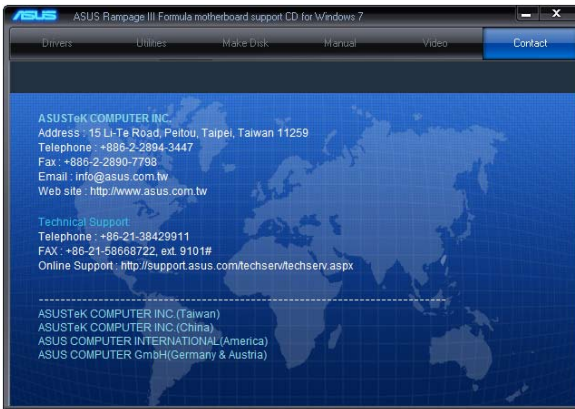 ASUS ASUS Rampage III Formula motherboard support CD for Windows 7
Drivers Utilities Make Disk Manual Video Contact
ASUSTeK COMPUTER INC.
Address : 15 Li-Te Road, Peitou, Taipei, Taiwan 11259
Telephone : +886-2-2894-3447
Fax : +886-2-2890-7798
Email : info@asus.com.tw
Web site : http://www.asus.com.tw
Technical Support
Telephone : +86-21-38429911
FAX : +86-21-58668722, ext. 9101#
Online Support : http://support.asus.com/techserv/techserv.aspx
ASUSTeK COMPUTER INC.(Taiwan)
ASUSTeK COMPUTER INC.(China)
ASUS COMPUTER INTERNATIONAL(America)
ASUS COMPUTER GmbH(Germany & Austria)